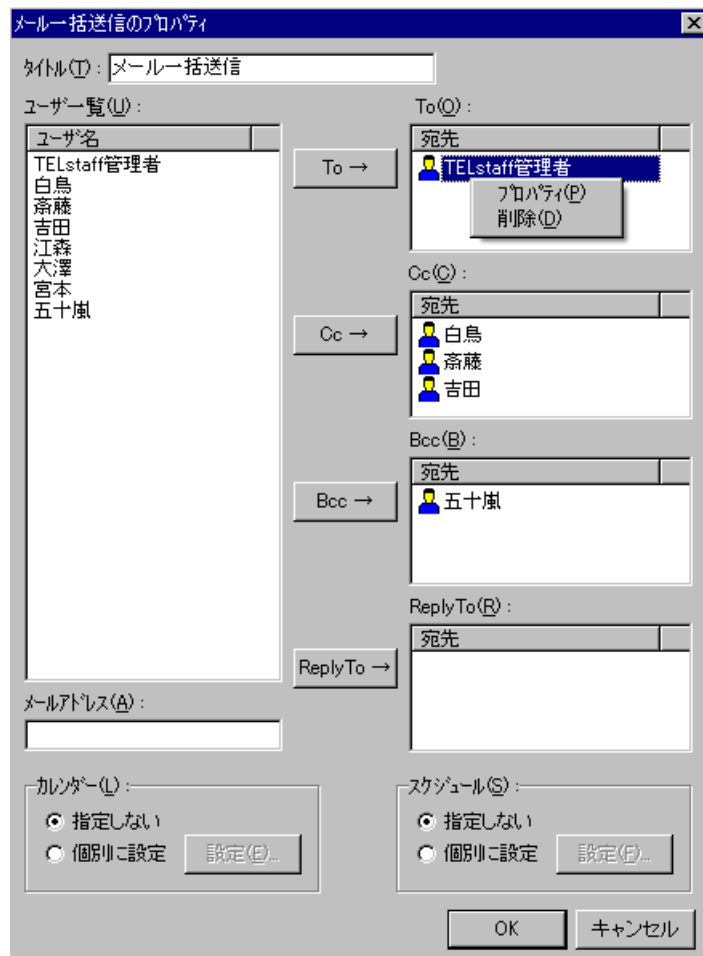 メール一括送信のプロパティ
タイトル(T):メール一括送信
ユーザ一覧(U):
ユーザ名
TELstaff管理者
白鳥
斎藤
吉田
江森
大澤
宮本
五十嵐
メールアドレス(A):
To →
Cc →
Bcc →
ReplyTo →
To(O):
宛先
TELstaff管理者
プロパティ(P)
削除(D)
Cc(C):
宛先
白鳥
斎藤
吉田
Bcc(B):
宛先
五十嵐
ReplyTo(R):
宛先
カレンダー(L):
指定しない
個別に設定 設定(E)...
スケジュール(S):
指定しない
個別に設定 設定(F)...
OK キャンセル